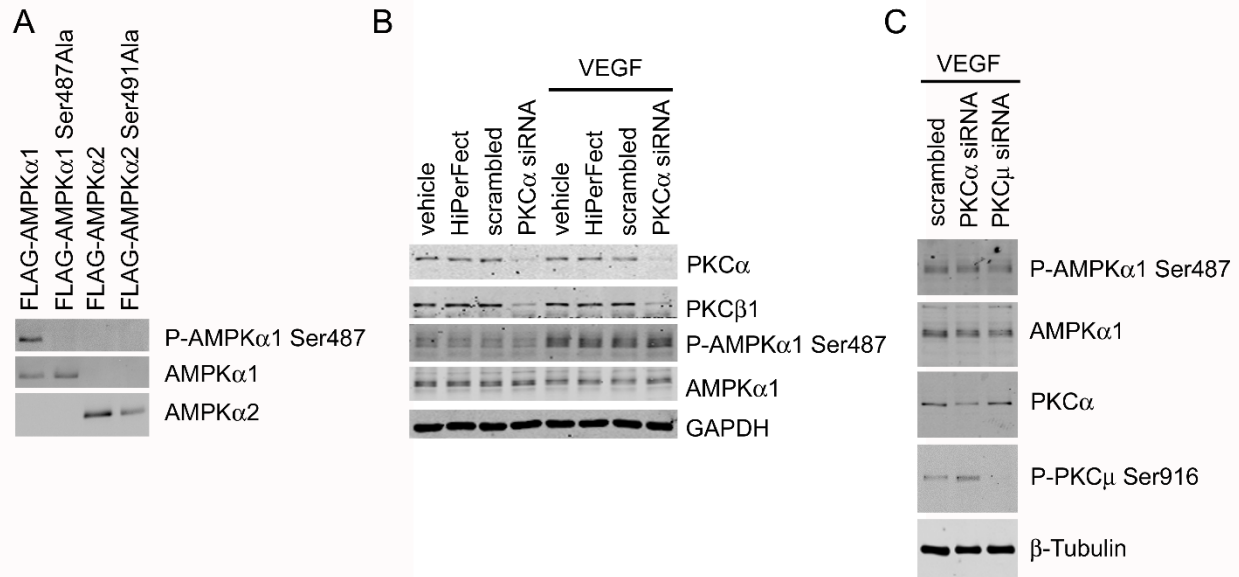 A
FLAG-AMPKα1
FLAG-AMPKα1 Ser487Ala
FLAG-AMPKα2
FLAG-AMPKα2 Ser491Ala
P-AMPKα1 Ser487
AMPKα1
AMPKα2
B
VEGF
vehicle
HiPerFect
scrambled
PKCα siRNA
vehicle
HiPerFect
scrambled
PKCα siRNA
PKCα
PKCβ1
P-AMPKα1 Ser487
AMPKα1
GAPDH
C
VEGF
scrambled
PKCα siRNA
PKCμ siRNA
P-AMPKα1 Ser487
AMPKα1
PKCα
P-PKCμ Ser916
β-Tubulin